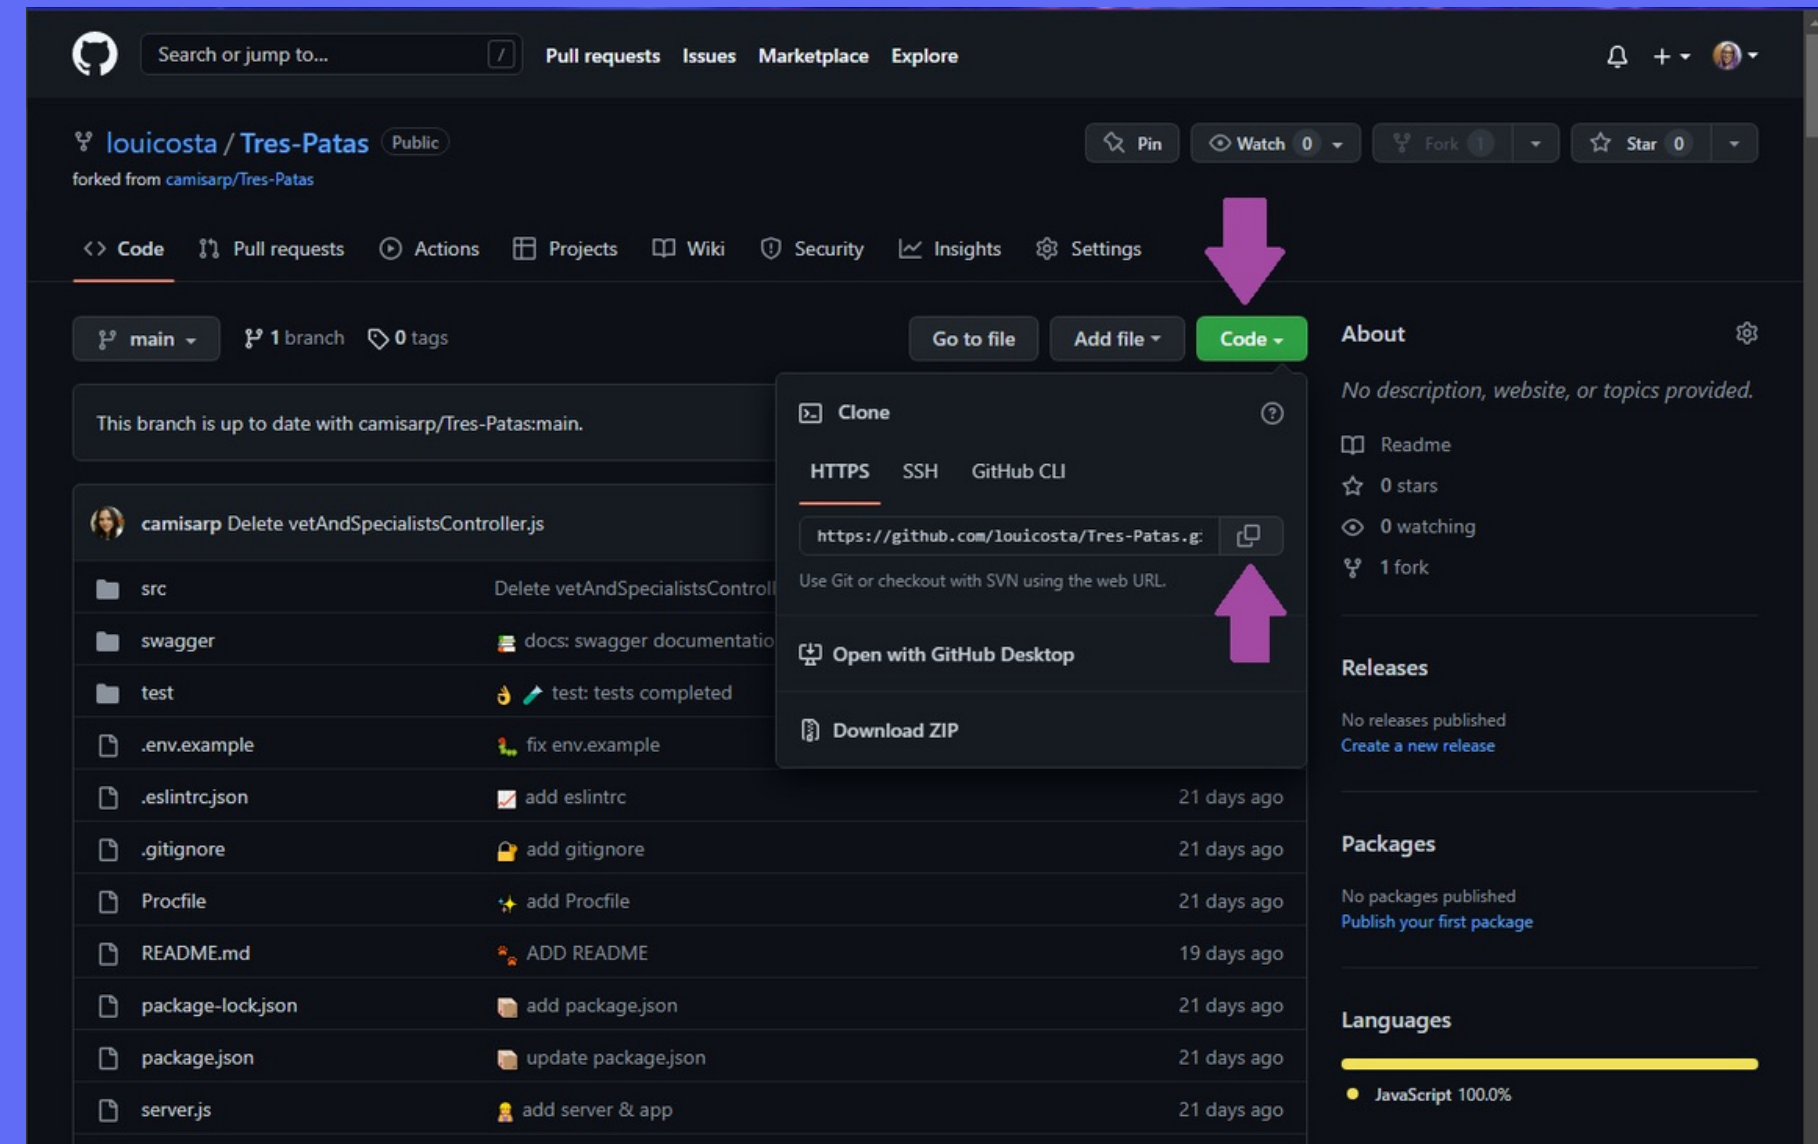 Search or jump to... / Pull requests Issues Marketplace Explore
louicosta / Tres-Patas Public Pin Watch 0 Fork 1 Star 0
forked from camisarp/Tres-Patas
<> Code Pull requests Actions Projects Wiki Security Insights Settings
main 1 branch 0 tags Go to file Add file Code
This branch is up to date with camisarp/Tres-Patas:main.
camisarp Delete vetAndSpecialistsController.js
src Delete vetAndSpecialistsControll
swagger docs: swagger documentatio
test test: tests completed
.env.example fix env.example
.eslintrc.json add eslintrc 21 days ago
.gitignore add gitignore 21 days ago
Procfile add Procfile 21 days ago
README.md ADD README 19 days ago
package-lock.json add package.json 21 days ago
package.json update package.json 21 days ago
server.js add server & app 21 days ago
Clone
HTTPS SSH GitHub CLI
https://github.com/louicosta/Tres-Patas.g
Use Git or checkout with SVN using the web URL.
Open with GitHub Desktop
Download ZIP
About
No description, website, or topics provided.
Readme
0 stars
0 watching
1 fork
Releases
No releases published
Create a new release
Packages
No packages published
Publish your first package
Languages
JavaScript 100.0%